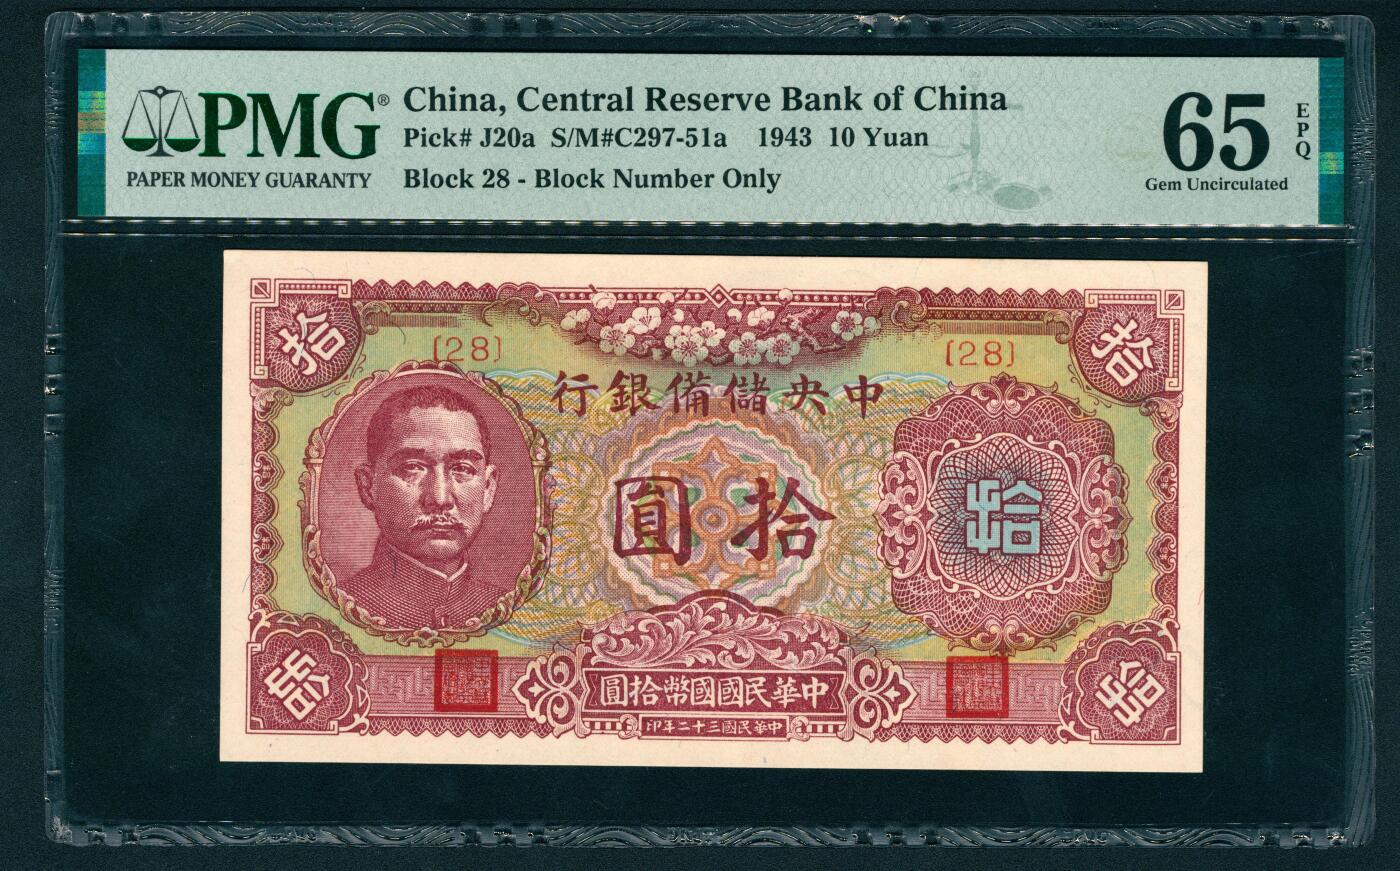 PMG®
PAPER MONEY GUARANTY
China, Central Reserve Bank of China
Pick# J20a S/M#C297-51a 1943 10 Yuan
Block 28 - Block Number Only
65
EPQ
Gem Uncirculated
拾
拾
[28]
[28]
行銀備儲央中
圓拾
拾
拾
拾
圓拾幣國國民華中
印年二十三國民華中